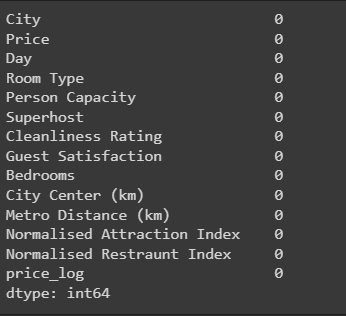 City 0
Price 0
Day 0
Room Type 0
Person Capacity 0
Superhost 0
Cleanliness Rating 0
Guest Satisfaction 0
Bedrooms 0
City Center (km) 0
Metro Distance (km) 0
Normalised Attraction Index 0
Normalised Restraunt Index 0
price_log 0
dtype: int64